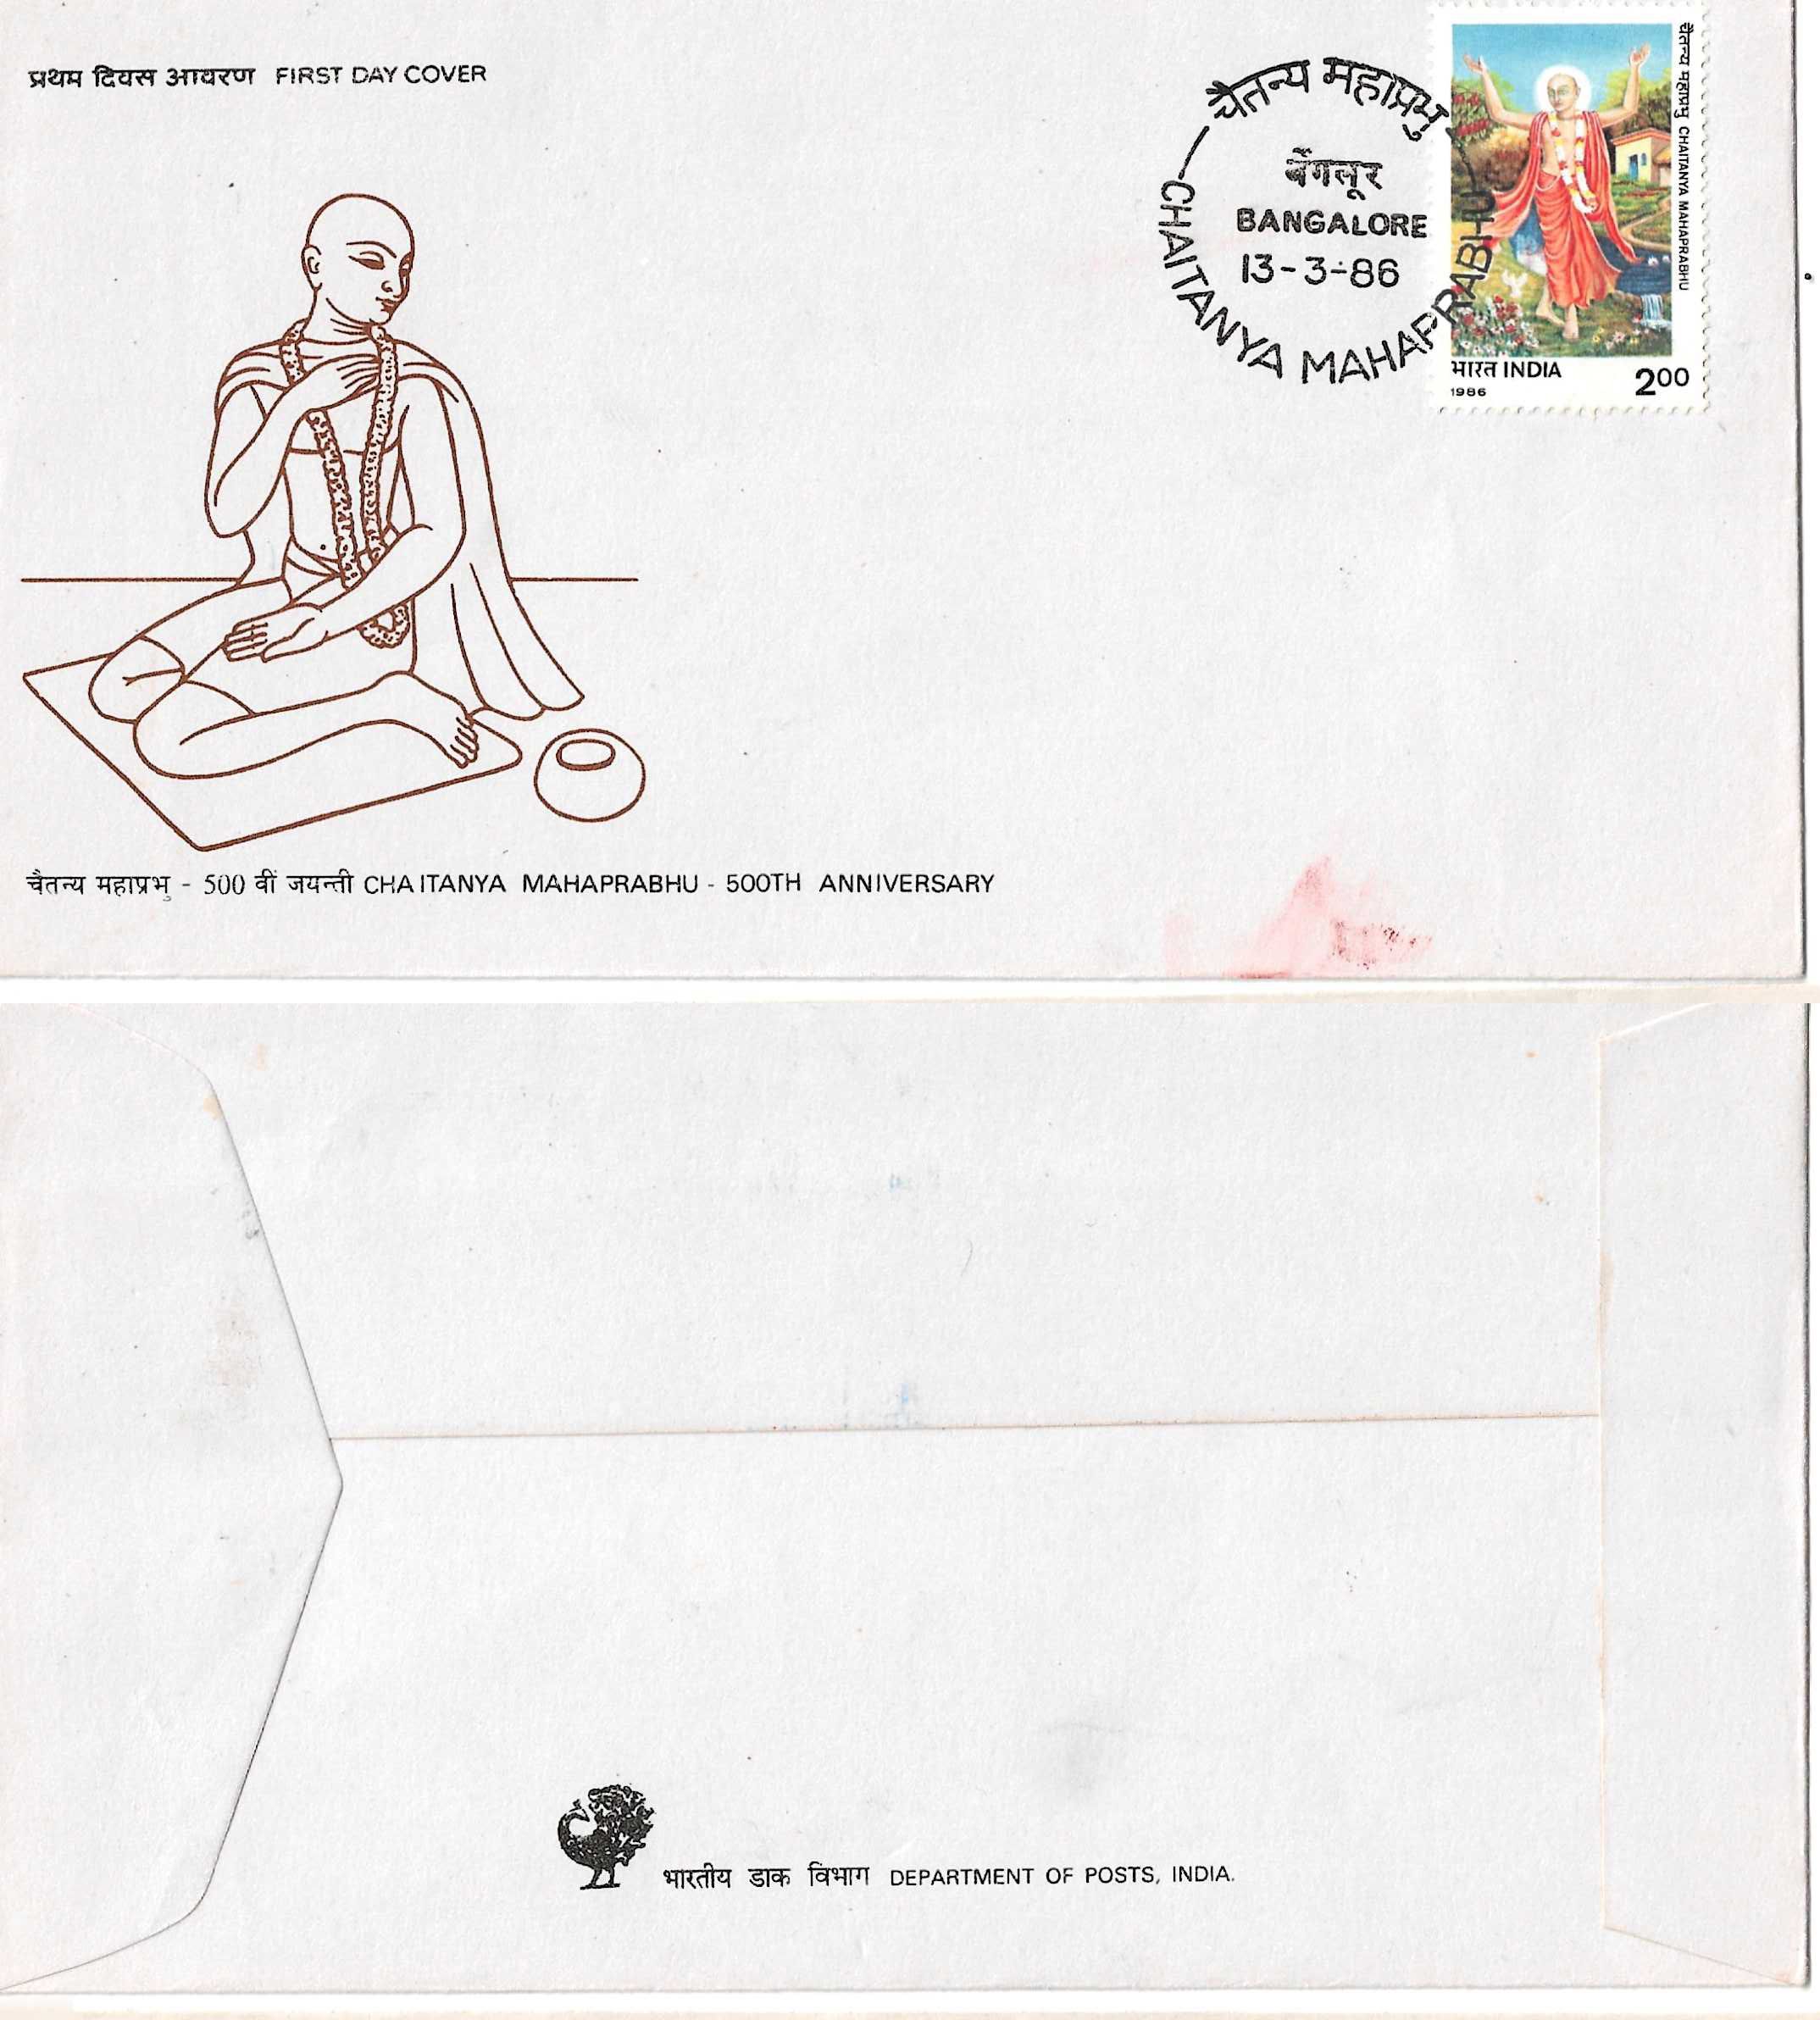 प्रथम दिवस आवरण FIRST DAY COVER
चैतन्य महाप्रभु
बेंगलूर
BANGALORE
13-3-86
CHAITANYA MAHAPRABHU
चैतन्य महाप्रभु CHAITANYA MAHAPRABHU
भारत INDIA
1986
200
चैतन्य महाप्रभु - 500 वीं जयन्ती CHAITANYA MAHAPRABHU - 500TH ANNIVERSARY
भारतीय डाक विभाग DEPARTMENT OF POSTS, INDIA.